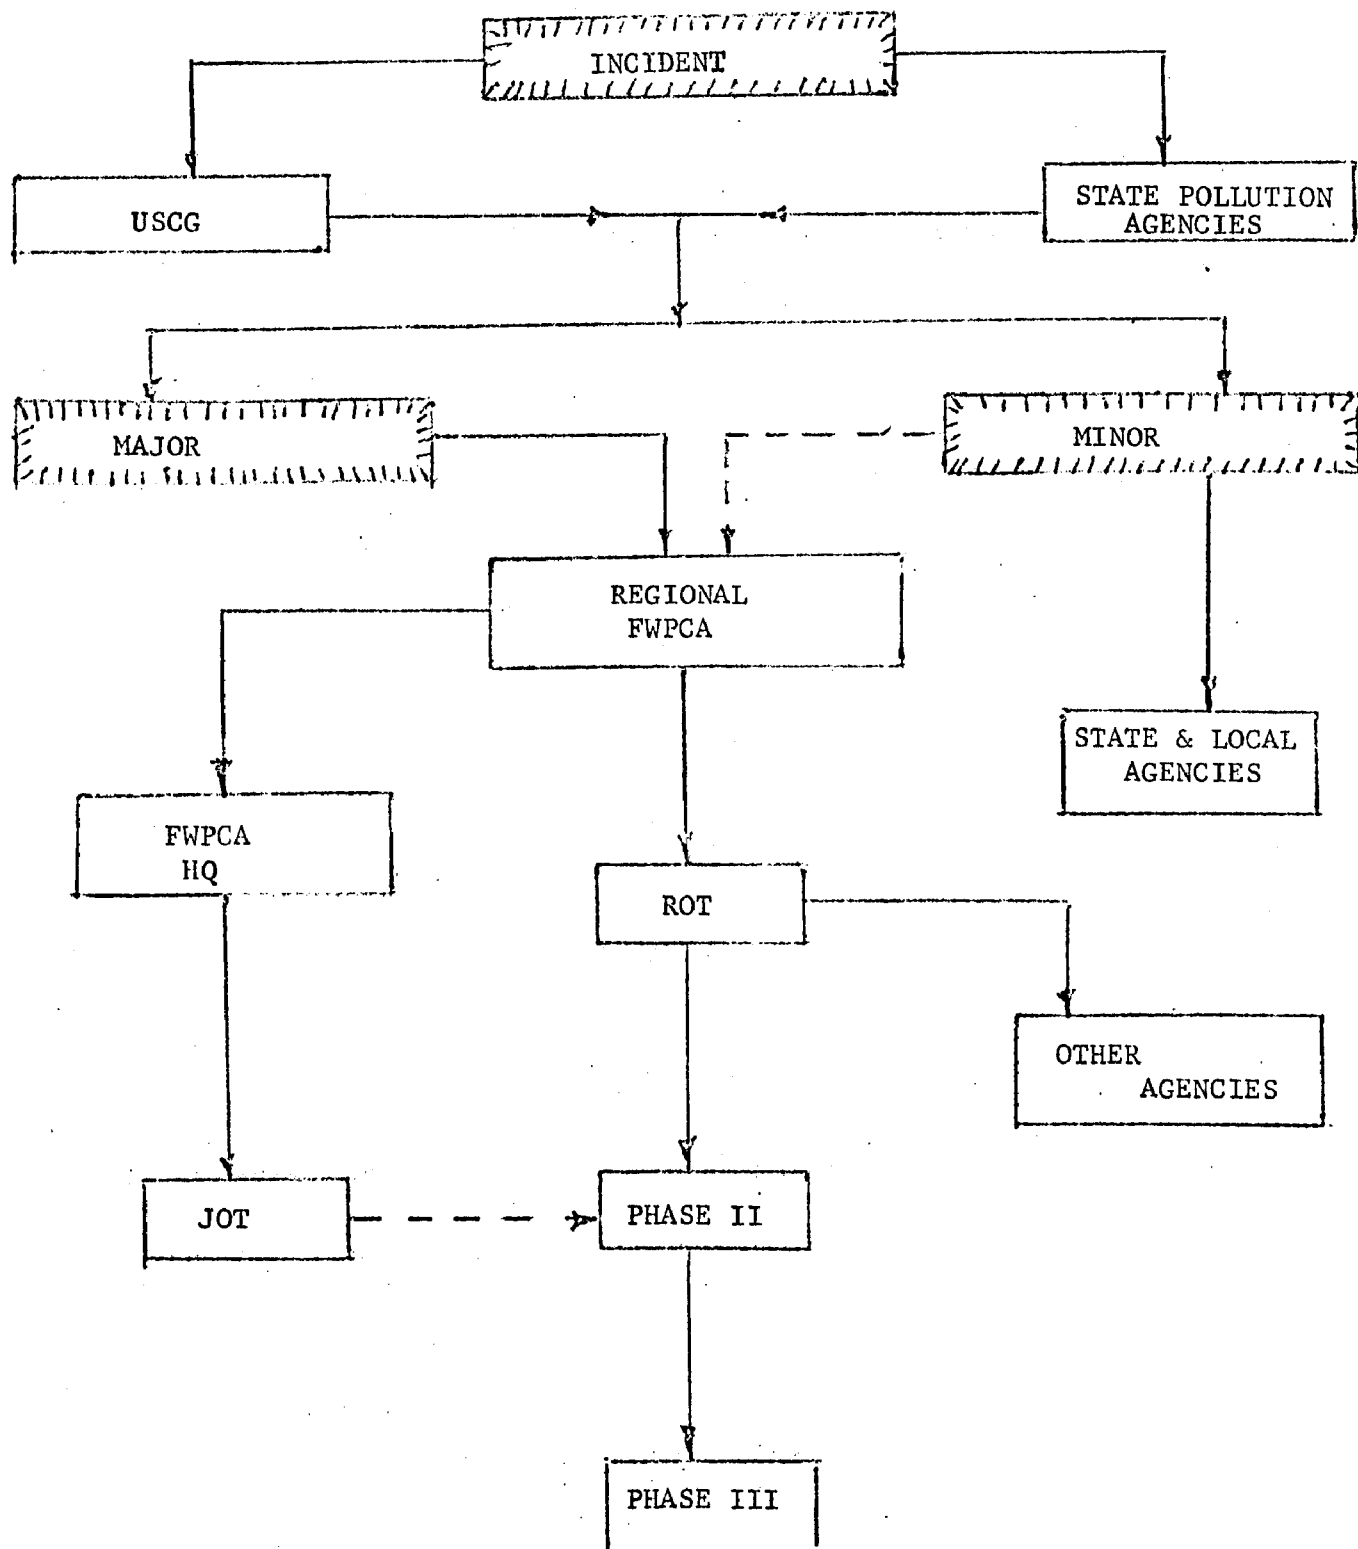 INCIDENT
USCG
STATE POLLUTION
AGENCIES
MAJOR
MINOR
REGIONAL
FWPCA
STATE & LOCAL
AGENCIES
FWPCA
HQ
ROT
OTHER
AGENCIES
JOT
PHASE II
PHASE III